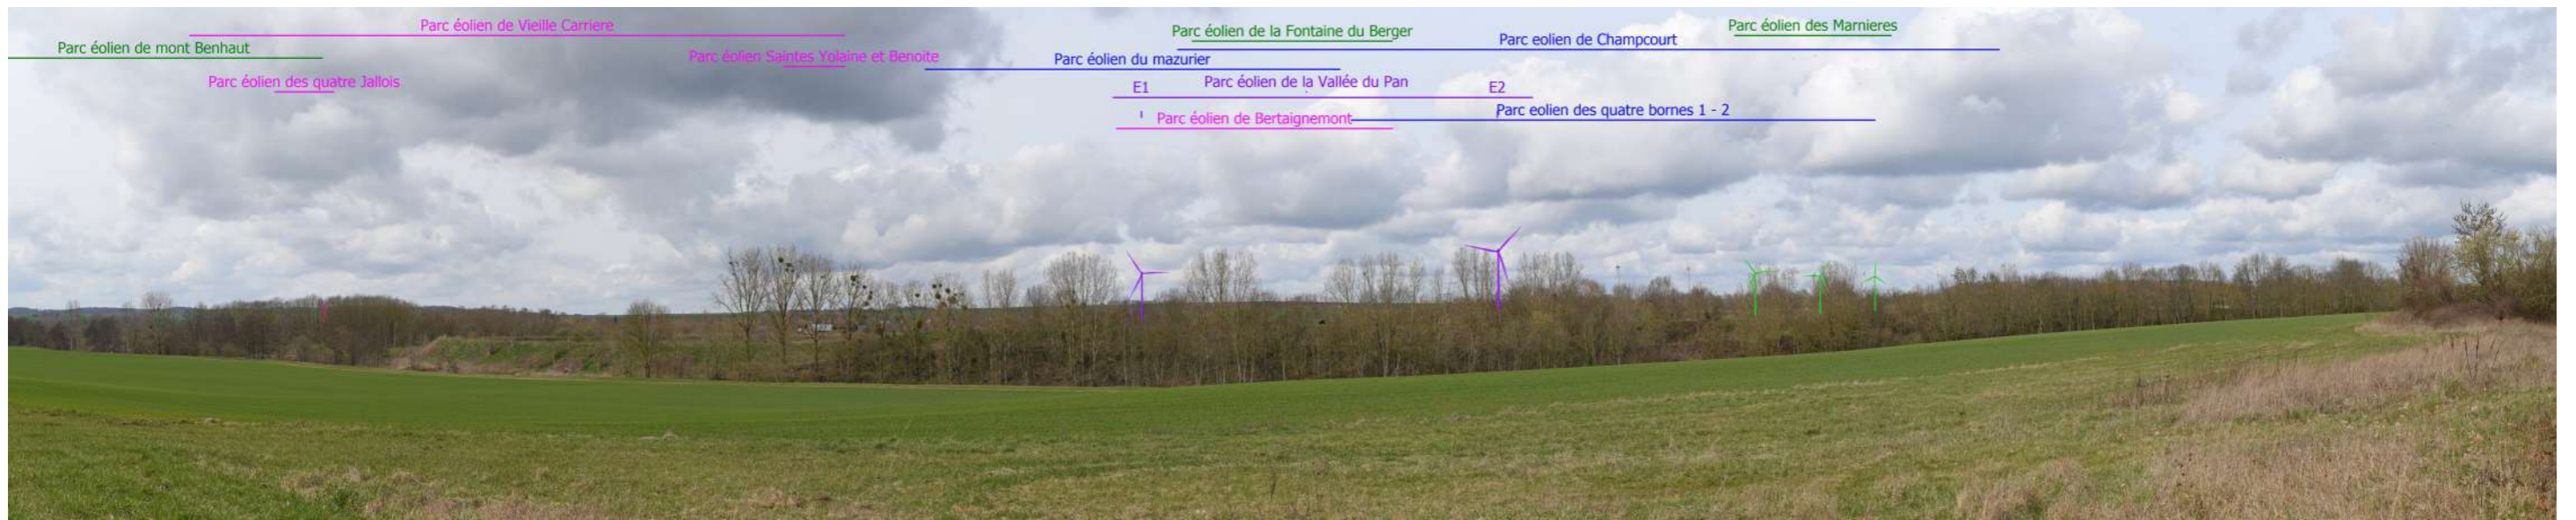 Parc éolien de Vieille Carriere
Parc éolien de la Fontaine du Berger
Parc éolien des Marnieres
Parc eolien de Champcourt
Parc éolien de mont Benhaut
Parc éolien Saintes Yolaine et Benoite
Parc éolien du mazurier
Parc éolien des quatre Jallois
E1
Parc éolien de la Vallée du Pan
E2
Parc éolien de Bertaignemont
Parc eolien des quatre bornes 1 - 2